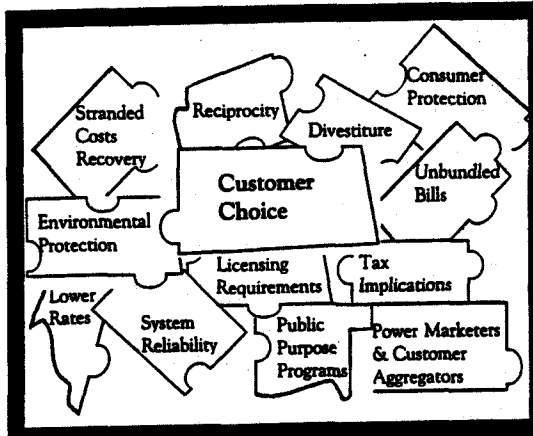 Stranded
Costs
Recovery
Reciprocity
Divestiture
Consumer
Protection
Customer
Choice
Unbundled
Bills
Environmental
Protection
Licensing
Requirements
Tax
Implications
Lower
Rates
System
Reliability
Public
Purpose
Programs
Power Marketers
& Customer
Aggregators